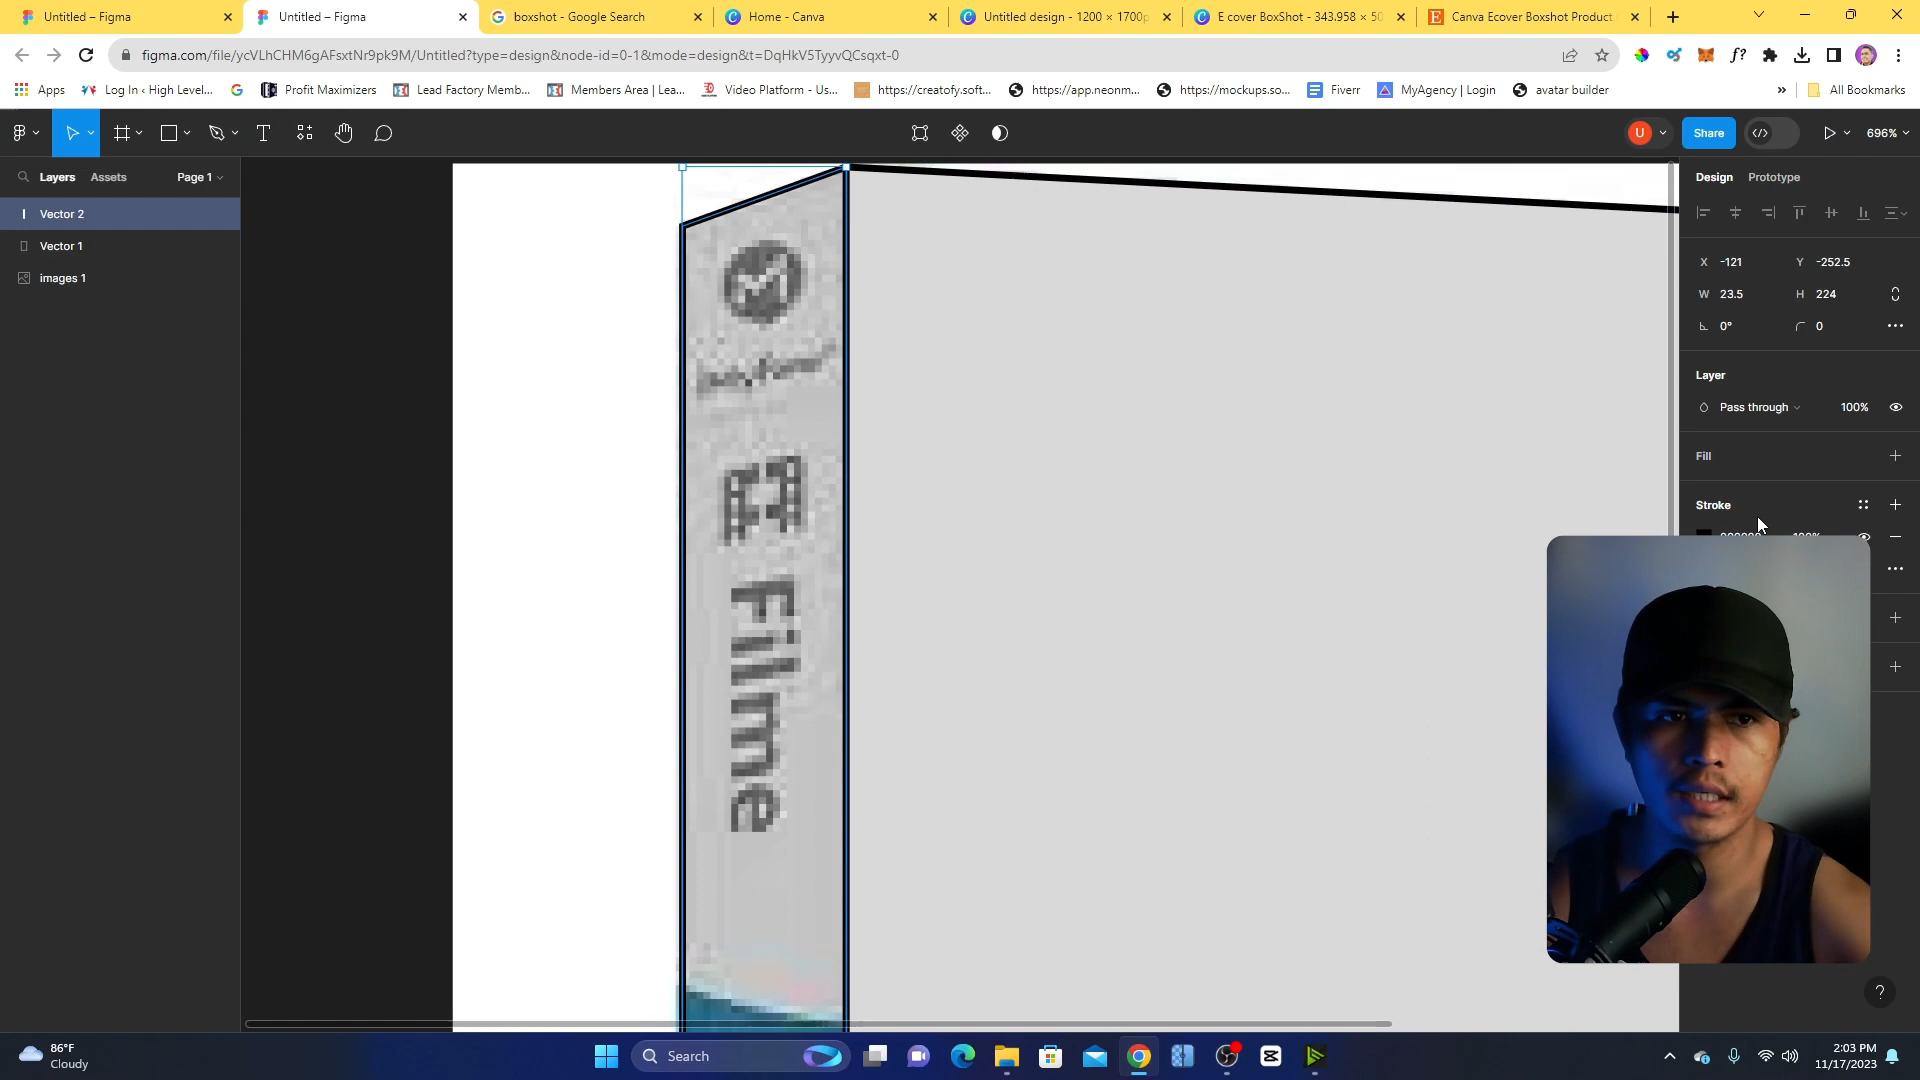 Untitled – Figma
Untitled – Figma
boxshot - Google Search
Home - Canva
Untitled design - 1200 × 1700p
E cover BoxShot - 343.958 × 50
Canva Ecover Boxshot Product
figma.com/file/ycVLhCHM6gAFsxtNr9pk9M/Untitled?type=design&node-id=0-1&mode=design&t=DqHkV5TyyvQCsqxt-0
f?
Apps
Log In ‹ High Level...
Profit Maximizers
Lead Factory Memb...
Members Area | Lea...
Video Platform - Us...
https://creatofy.soft...
https://app.neonm...
https://mockups.so...
Fiverr
MyAgency | Login
avatar builder
»
All Bookmarks
U
Share
696%
Layers
Assets
Page 1
Design
Prototype
Vector 2
Vector 1
images 1
X -121
Y -252.5
W 23.5
H 224
0°
0
Layer
Pass through
100%
Fill
Stroke
Filme
?
86°F
Cloudy
Search
2:03 PM
11/17/2023